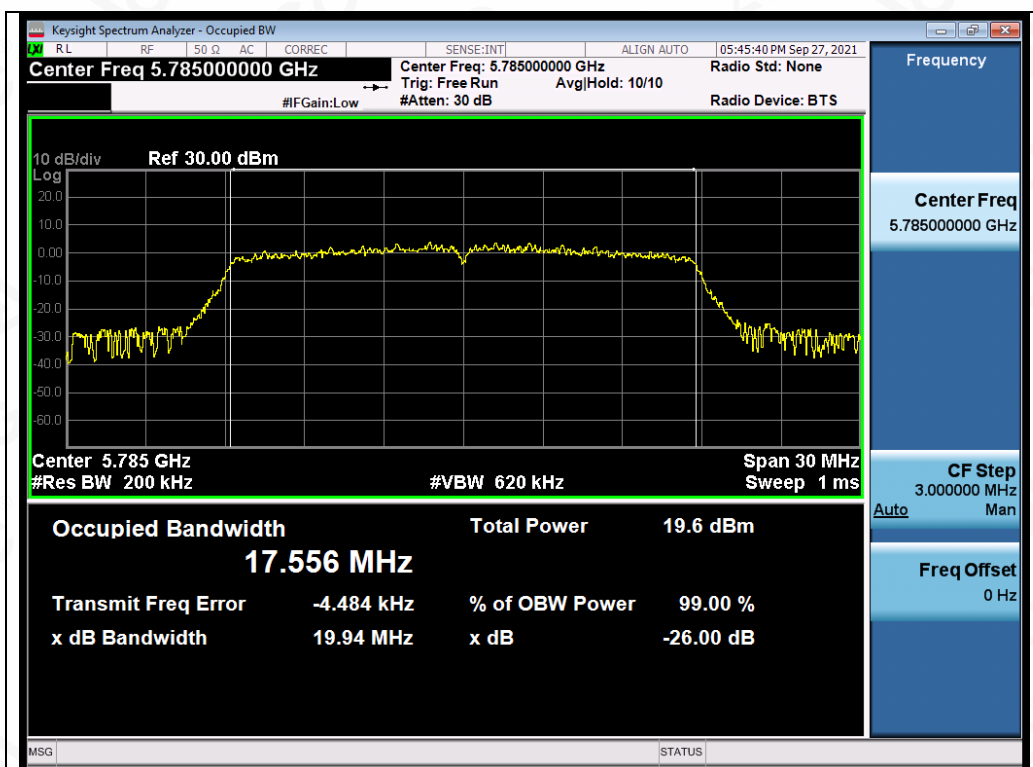 Keysight Spectrum Analyzer - Occupied BW
LXI RL RF 50 Ω AC CORREC SENSE:INT ALIGN AUTO 05:45:40 PM Sep 27, 2021
Center Freq 5.785000000 GHz
Center Freq: 5.785000000 GHz
Radio Std: None
Trig: Free Run Avg|Hold: 10/10
#IFGain:Low
#Atten: 30 dB
Radio Device: BTS
10 dB/div Ref 30.00 dBm
Log
20.0
10.0
0.00
-10.0
-20.0
-30.0
-40.0
-50.0
-60.0
Center 5.785 GHz Span 30 MHz
#Res BW 200 kHz #VBW 620 kHz Sweep 1 ms
Occupied Bandwidth Total Power 19.6 dBm
17.556 MHz
Transmit Freq Error -4.484 kHz % of OBW Power 99.00 %
x dB Bandwidth 19.94 MHz x dB -26.00 dB
MSG STATUS
Frequency
Center Freq
5.785000000 GHz
CF Step
3.000000 MHz
Auto Man
Freq Offset
0 Hz